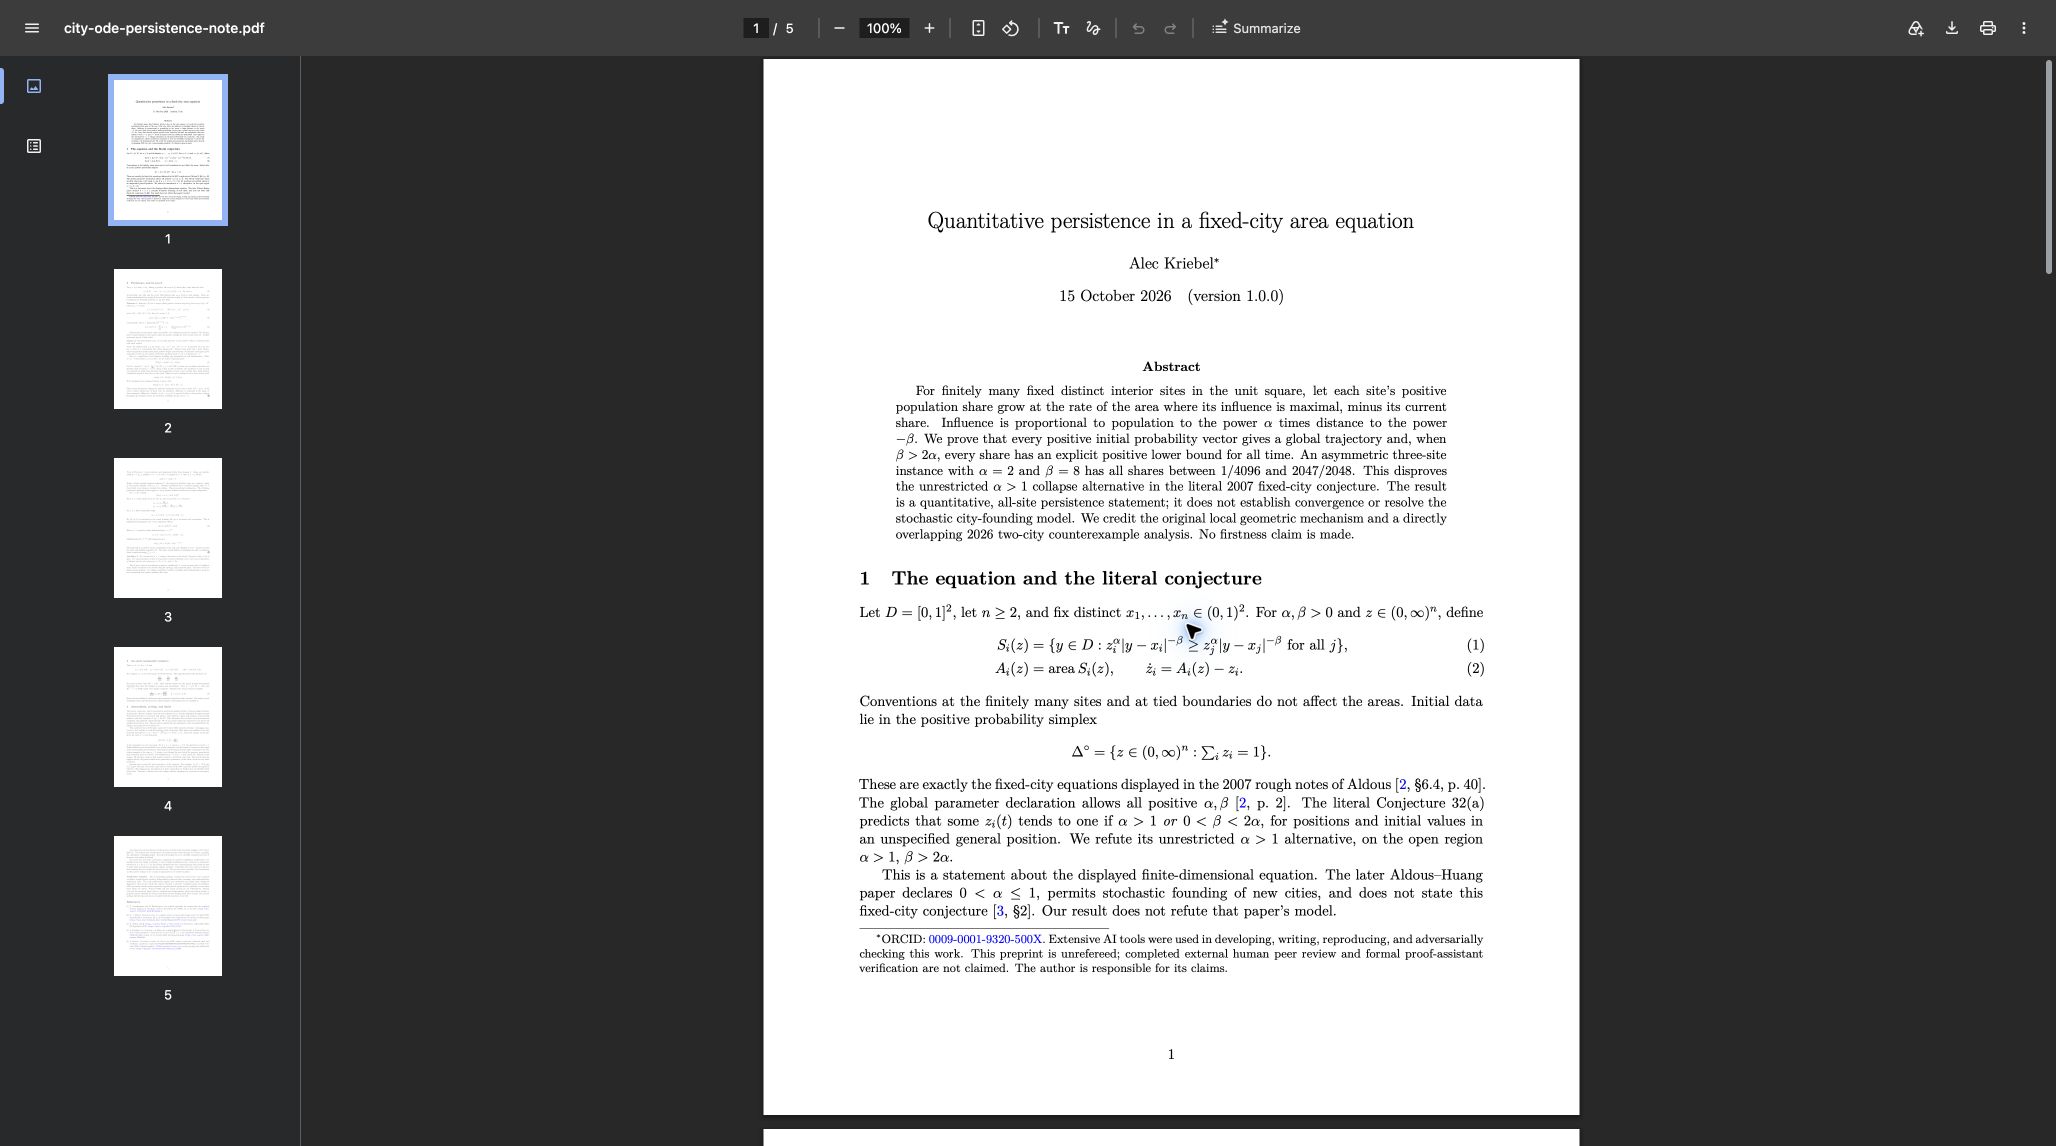 city-ode-persistence-note.pdf
1 / 5
100%
Summarize
1
2
3
4
5
Quantitative persistence in a fixed-city area equation
Alec Kriebel*
15 October 2026 (version 1.0.0)
Abstract
For finitely many fixed distinct interior sites in the unit square, let each site's positive
population share grow at the rate of the area where its influence is maximal, minus its current
share. Influence is proportional to population to the power α times distance to the power
−β. We prove that every positive initial probability vector gives a global trajectory and, when
β > 2α, every share has an explicit positive lower bound for all time. An asymmetric three-site
instance with α = 2 and β = 8 has all shares between 1/4096 and 2047/2048. This disproves
the unrestricted α > 1 collapse alternative in the literal 2007 fixed-city conjecture. The result
is a quantitative, all-site persistence statement; it does not establish convergence or resolve the
stochastic city-founding model. We credit the original local geometric mechanism and a directly
overlapping 2026 two-city counterexample analysis. No firstness claim is made.
1 The equation and the literal conjecture
Let D = [0, 1]², let n ≥ 2, and fix distinct x₁, . . . , xₙ ∈ (0, 1)². For α, β > 0 and z ∈ (0, ∞)ⁿ, define
Sᵢ(z) = {y ∈ D : zᵢ^α|y − xᵢ|^−β ≥ zⱼ^α|y − xⱼ|^−β for all j}, (1)
Aᵢ(z) = area Sᵢ(z), żᵢ = Aᵢ(z) − zᵢ. (2)
Conventions at the finitely many sites and at tied boundaries do not affect the areas. Initial data
lie in the positive probability simplex
Δ° = {z ∈ (0, ∞)ⁿ : ∑ᵢ zᵢ = 1}.
These are exactly the fixed-city equations displayed in the 2007 rough notes of Aldous [2, §6.4, p. 40].
The global parameter declaration allows all positive α, β [2, p. 2]. The literal Conjecture 32(a)
predicts that some zᵢ(t) tends to one if α > 1 or 0 < β < 2α, for positions and initial values in
an unspecified general position. We refute its unrestricted α > 1 alternative, on the open region
α > 1, β > 2α.
This is a statement about the displayed finite-dimensional equation. The later Aldous–Huang
paper declares 0 < α ≤ 1, permits stochastic founding of new cities, and does not state this
fixed-city conjecture [3, §2]. Our result does not refute that paper's model.
*ORCID: 0009-0001-9320-500X. Extensive AI tools were used in developing, writing, reproducing, and adversarially
checking this work. This preprint is unrefereed; completed external human peer review and formal proof-assistant
verification are not claimed. The author is responsible for its claims.
1